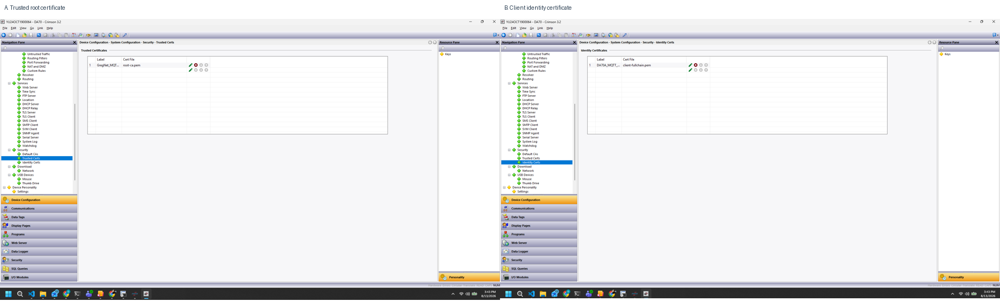 A. Trusted root certificate
YU24OCT1900064 - DA70 - Crimson 3.2
File Edit View Go Link Help
Navigation Pane
Device Configuration - System Configuration - Security - Trusted Certs
Resource Pane
Untrusted Traffic
Routing Filters
Port Forwarding
NAT and DMZ
Custom Rules
Resolver
Routing
Services
Web Server
Time Sync
FTP Server
Location
DHCP Server
DHCP Relay
TLS Server
TLS Client
SMS Client
SMTP Client
SVM Client
SNMP Agent
Serial Server
System Log
Watchdog
Security
Default CAs
Trusted Certs
Identity Certs
Download
Network
USB Devices
Mouse
Thumb Drive
Device Personality
Settings
Device Configuration
Communications
Data Tags
Display Pages
Programs
Web Server
Data Logger
Security
SQL Queries
I/O Modules
Trusted Certificates
Label Cert File
1 GregNet_MQT... root-ca.pem
Keys
Personality
NUM
3:43 PM
8/13/2026
B. Client identity certificate
YU24OCT1900064 - DA70 - Crimson 3.2
File Edit View Go Link Help
Navigation Pane
Device Configuration - System Configuration - Security - Identity Certs
Resource Pane
Untrusted Traffic
Routing Filters
Port Forwarding
NAT and DMZ
Custom Rules
Resolver
Routing
Services
Web Server
Time Sync
FTP Server
Location
DHCP Server
DHCP Relay
TLS Server
TLS Client
SMS Client
SMTP Client
SVM Client
SNMP Agent
Serial Server
System Log
Watchdog
Security
Default CAs
Trusted Certs
Identity Certs
Download
Network
USB Devices
Mouse
Thumb Drive
Device Personality
Settings
Device Configuration
Communications
Data Tags
Display Pages
Programs
Web Server
Data Logger
Security
SQL Queries
I/O Modules
Identity Certificates
Label Cert File
1 DA70A_MQTT_... client-fullchain.pem
Keys
Personality
NUM
3:43 PM
8/13/2026